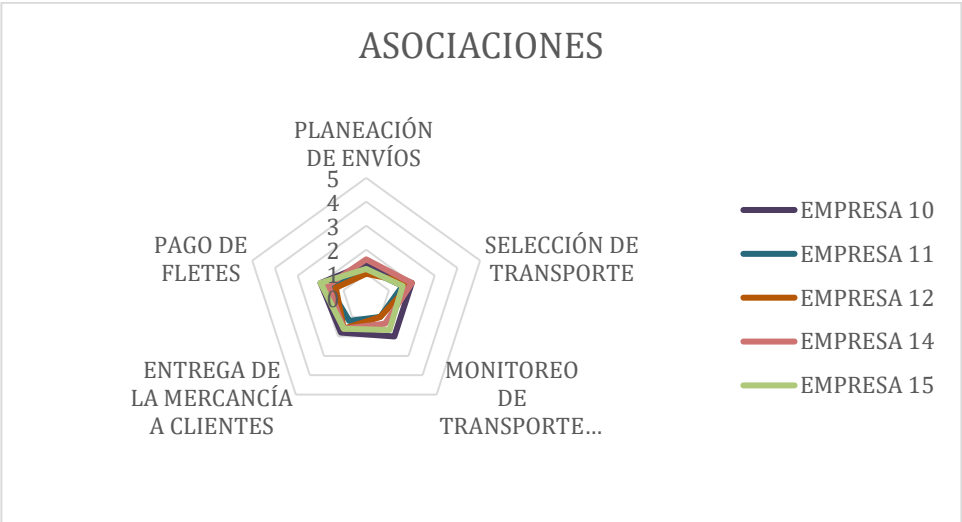 ASOCIACIONES
PLANEACIÓN
DE ENVÍOS
5
4
3
2
1
0
SELECCIÓN DE
TRANSPORTE
MONITOREO
DE
TRANSPORTE...
ENTREGA DE
LA MERCANCÍA
A CLIENTES
PAGO DE
FLETES
EMPRESA 10
EMPRESA 11
EMPRESA 12
EMPRESA 14
EMPRESA 15